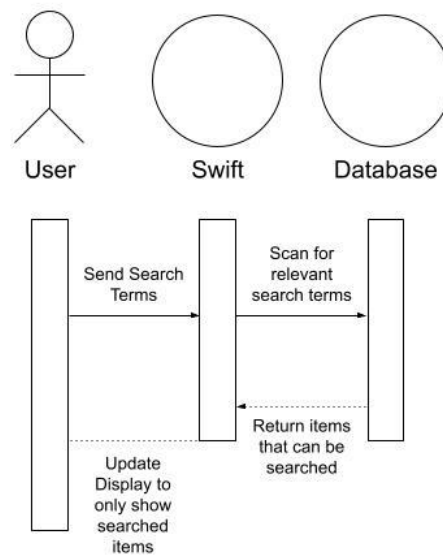 User
Swift
Database
Send Search
Terms
Scan for
relevant
search terms
Return items
that can be
searched
Update
Display to
only show
searched
items